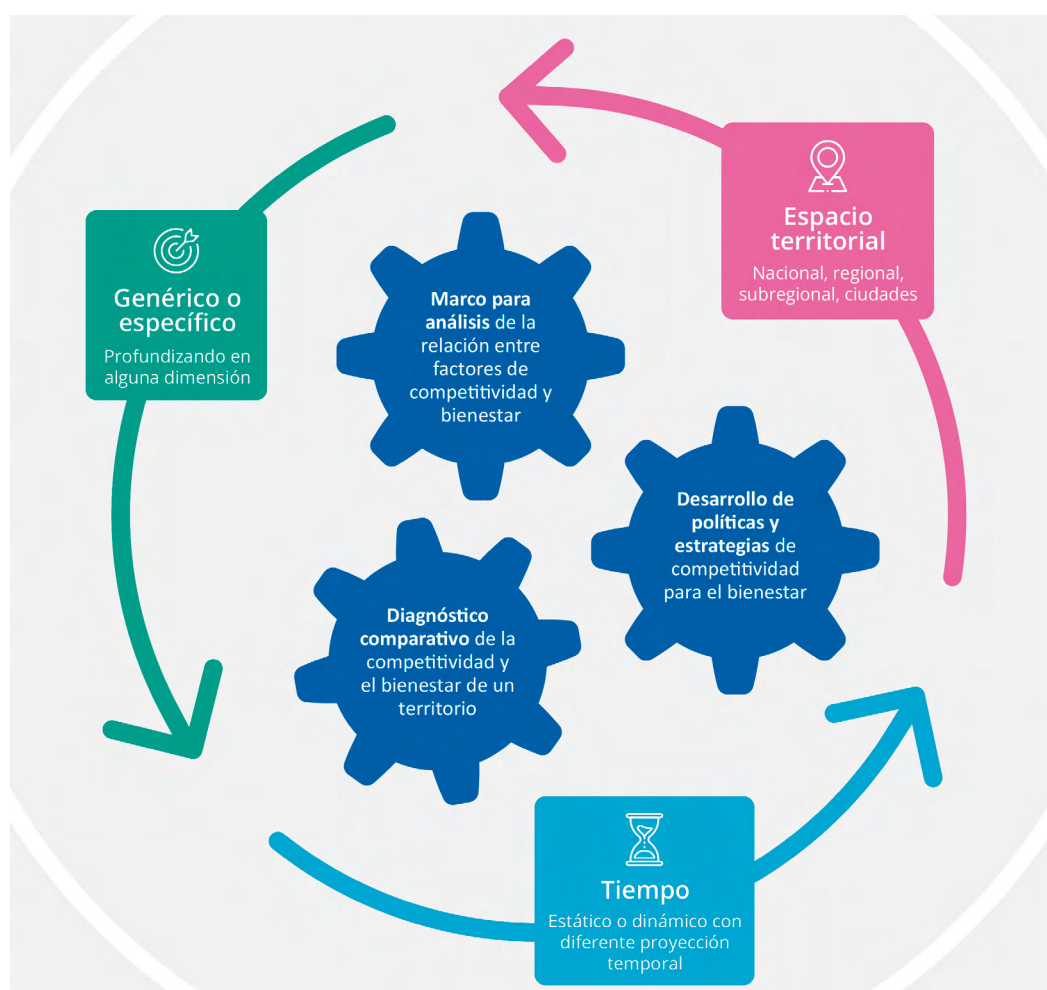 Espacio
territorial
Nacional, regional,
subregional, ciudades
Genérico o
específico
Profundizando en
alguna dimensión
Marco para
análisis de la
relación entre
factores de
competitividad y
bienestar
Desarrollo de
políticas y
estrategias de
competitividad
para el bienestar
Diagnóstico
comparativo de la
competitividad y
el bienestar de un
territorio
Tiempo
Estático o dinámico con
diferente proyección
temporal